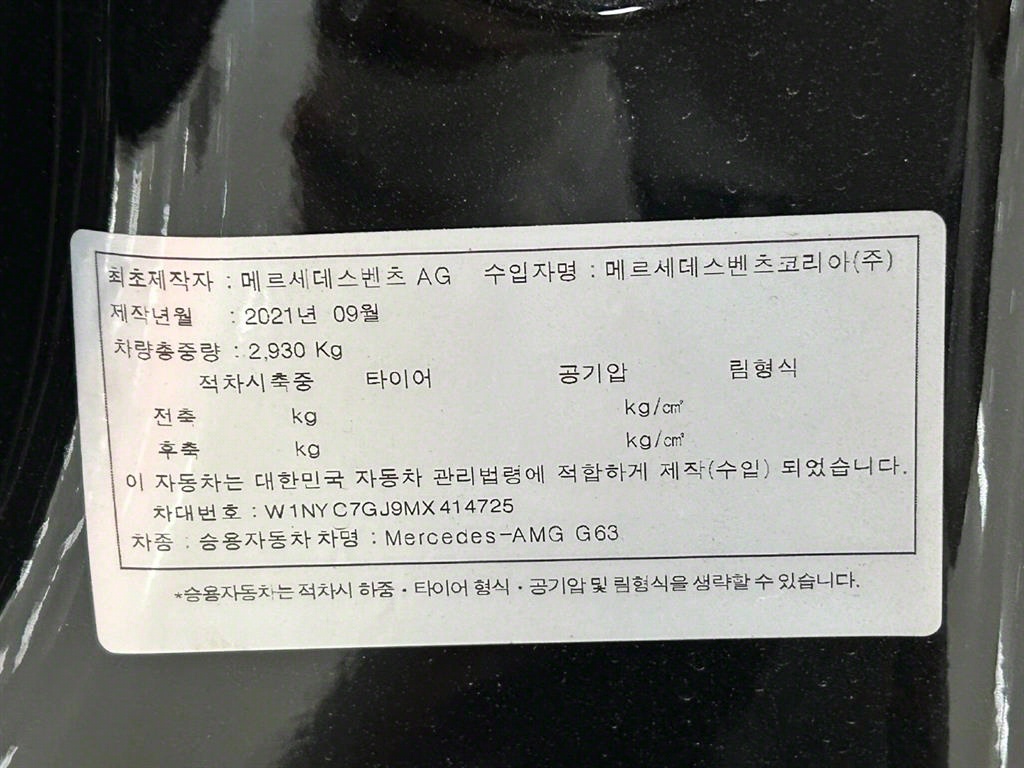 최초제작자 : 메르세데스벤츠 AG 수입자명 : 메르세데스벤츠코리아(주)
제작년월 : 2021년 09월
차량총중량 : 2,930 Kg
적차시축중 타이어 공기압 림형식
전축 kg kg/㎠
후축 kg kg/㎠
이 자동차는 대한민국 자동차 관리법령에 적합하게 제작(수입) 되었습니다.
차대번호 : W1NYC7GJ9MX414725
차종 : 승용자동차 차명 : Mercedes-AMG G63
*승용자동차는 적차시 하중 · 타이어 형식 · 공기압 및 림형식을 생략할 수 있습니다.